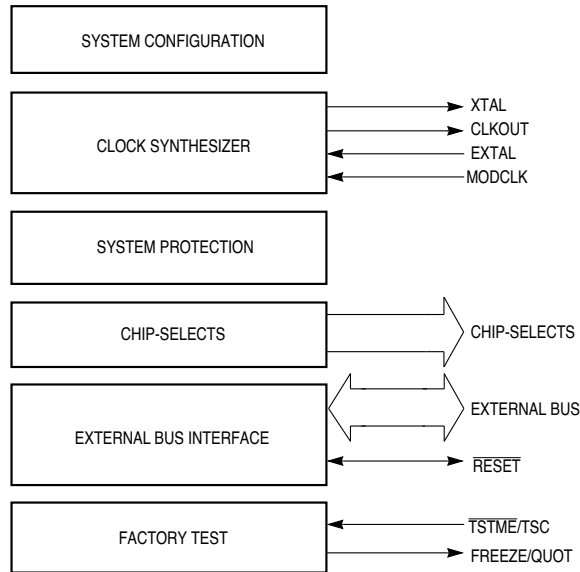 SYSTEM CONFIGURATION
CLOCK SYNTHESIZER
XTAL
CLKOUT
EXTAL
MODCLK
SYSTEM PROTECTION
CHIP-SELECTS
CHIP-SELECTS
EXTERNAL BUS INTERFACE
EXTERNAL BUS
RESET
FACTORY TEST
TSTME/TSC
FREEZE/QUOT